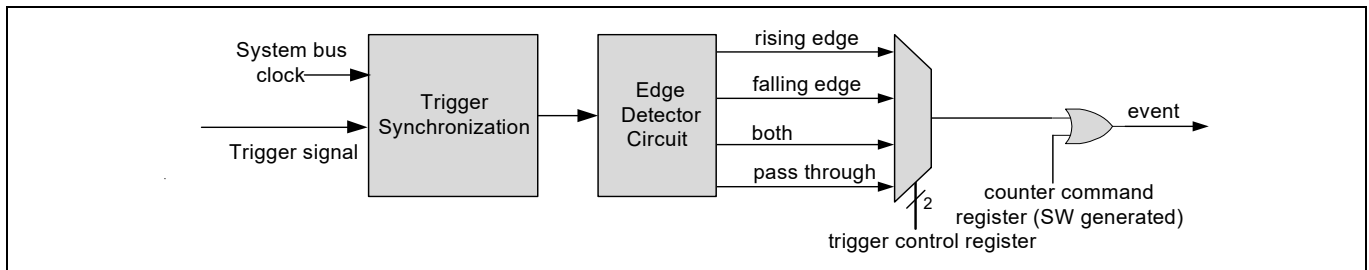 System bus
clock
Trigger signal
Trigger
Synchronization
Edge
Detector
Circuit
rising edge
falling edge
both
pass through
2
trigger control register
event
counter command
register (SW generated)